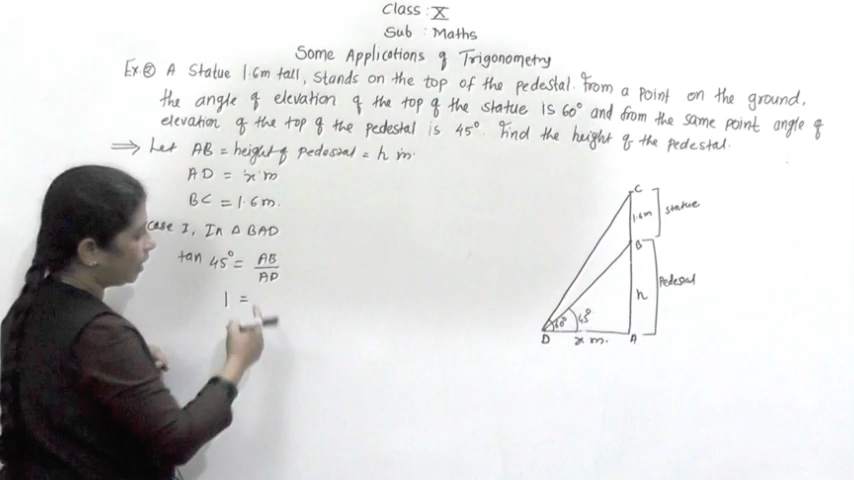 Class : X
Sub : Maths
Some Applications of Trigonometry
Ex.② A Statue 1.6m tall, Stands on the top of the pedestal. From a point on the ground,
the angle of elevation of the top of the statue is 60° and from the same point angle of
elevation of the top of the pedestal is 45°. Find the height of the pedestal.
⟹ Let AB = height of pedestal = h m.
AD = x m
BC = 1.6m.
Case I, In △ BAD
tan 45° = AB/AD
1 =
C
1.6m
Statue
B
h
Pedestal
60° 45°
D x m. A